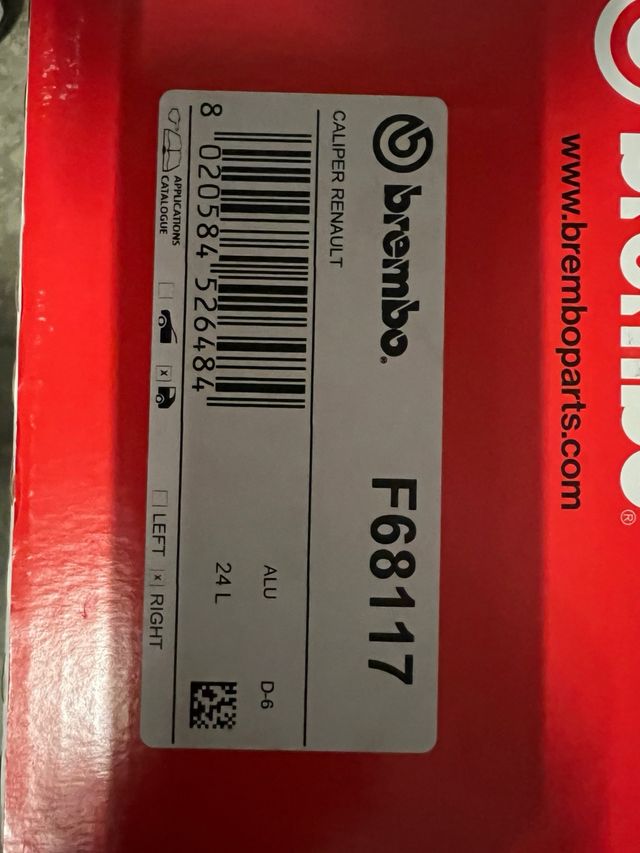 www.bremboparts.com
brembo®
F68117
CALIPER RENAULT
8 020584 526484
ALU D-6
24 L
APPLICATIONS
CATALOGUE
x
LEFT x RIGHT